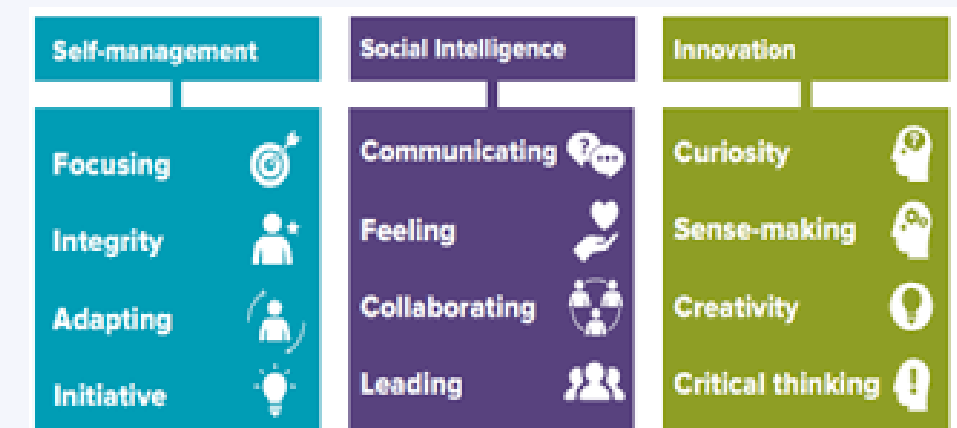 Self-management
Focusing
Integrity
Adapting
Initiative
Social Intelligence
Communicating
Feeling
Collaborating
Leading
Innovation
Curiosity
Sense-making
Creativity
Critical thinking